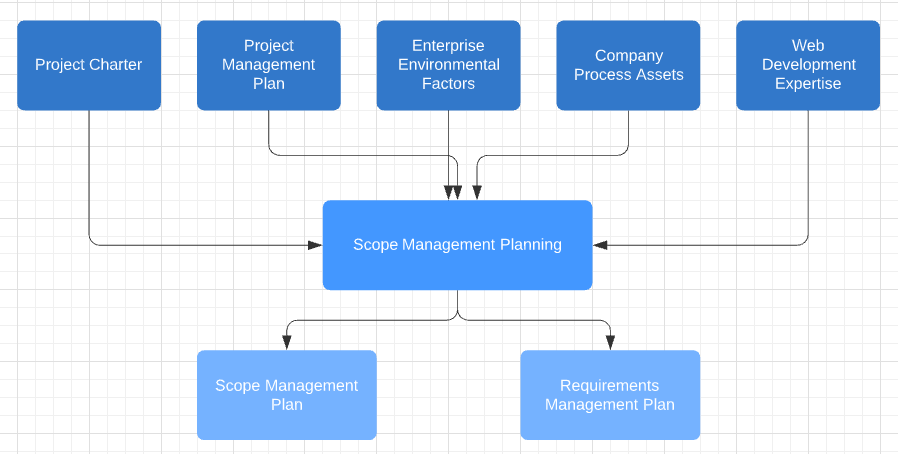 Project Charter
Project
Management
Plan
Enterprise
Environmental
Factors
Company
Process Assets
Web
Development
Expertise
Scope Management Planning
Scope Management
Plan
Requirements
Management Plan